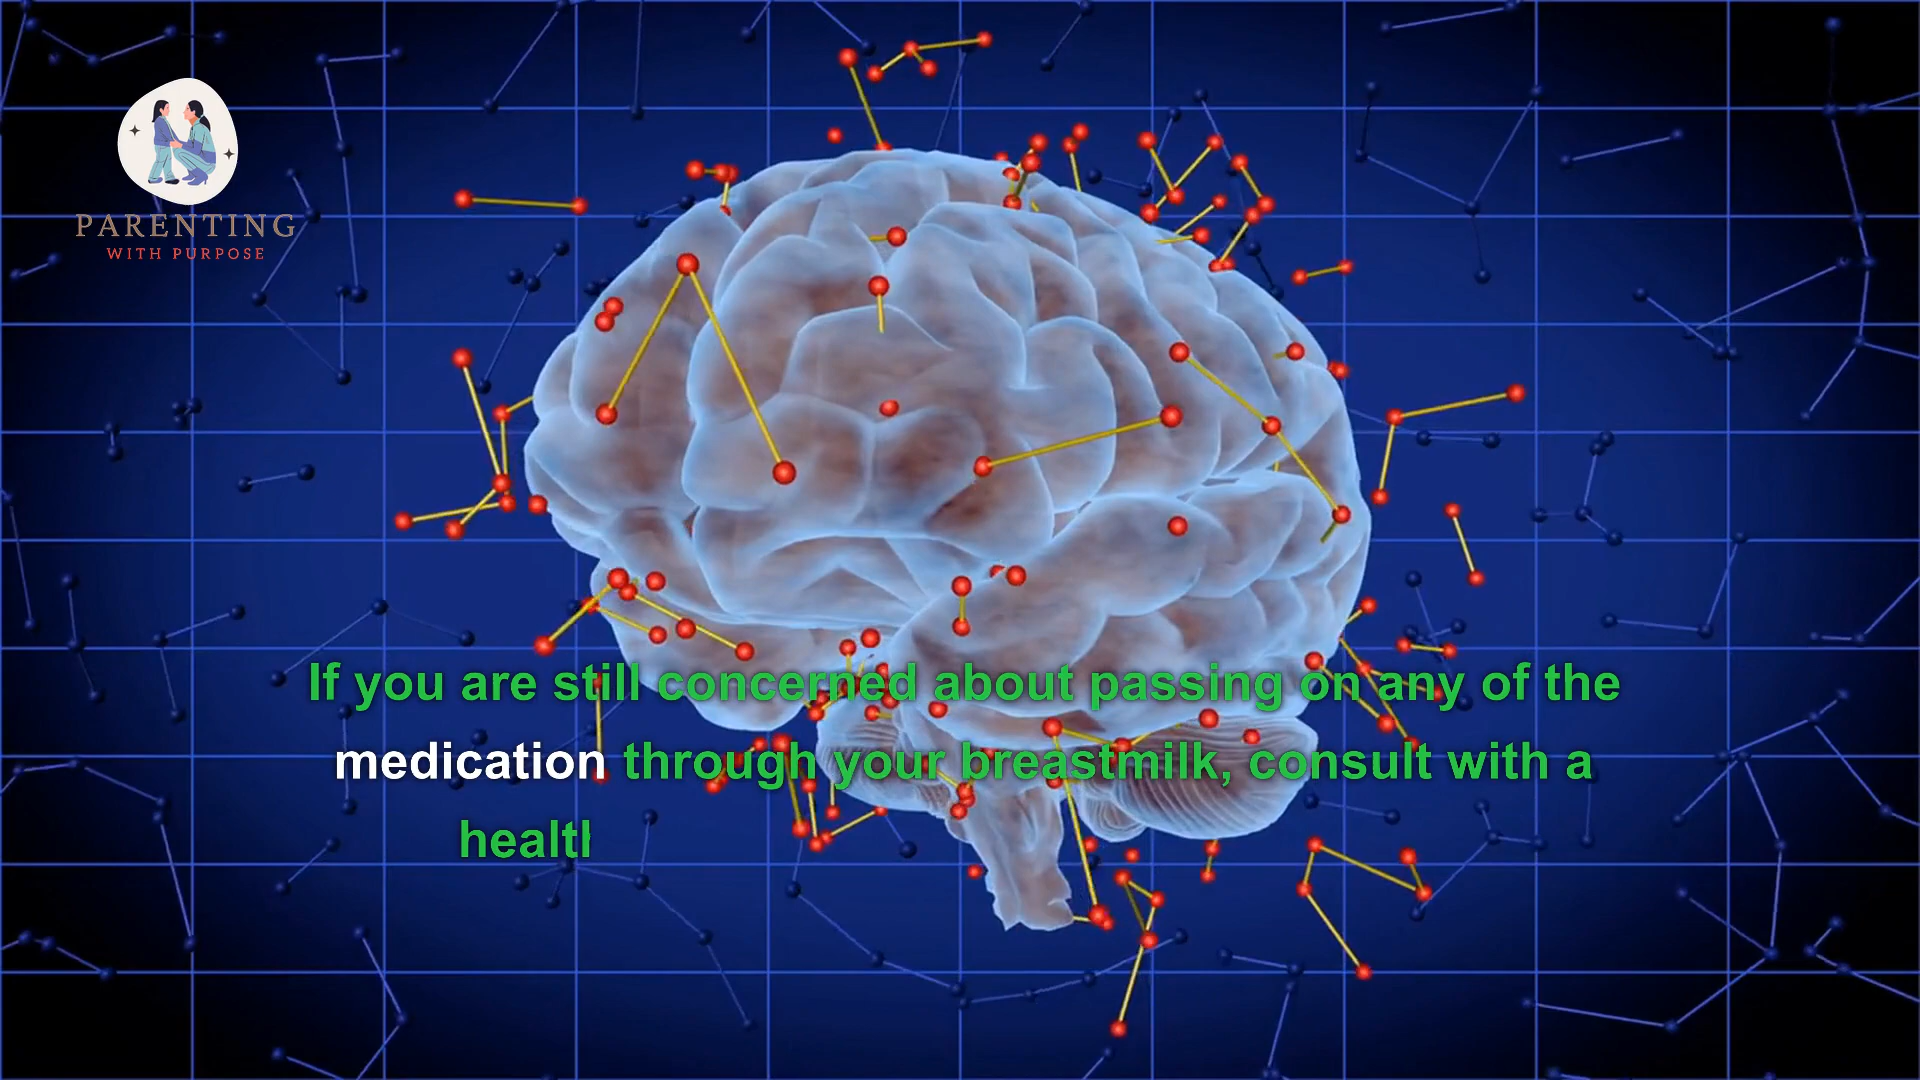 PARENTING
WITH PURPOSE
If you are still concerned about passing on any of the
medication through your breastmilk, consult with a